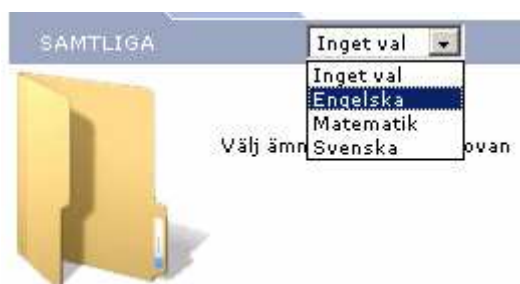 SAMTLIGA
Inget val
Inget val
Engelska
Matematik
Svenska
Välj ämn ovan